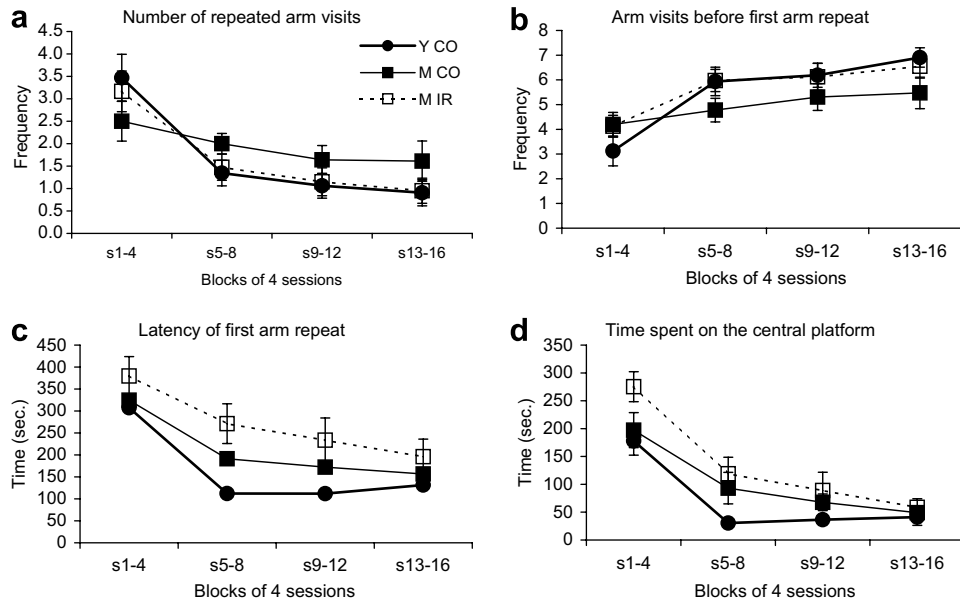 a
Number of repeated arm visits
4.5
4.0
3.5
3.0
2.5
2.0
1.5
1.0
0.5
0.0
Frequency
Y CO
M CO
M IR
s1-4 s5-8 s9-12 s13-16
Blocks of 4 sessions
b
Arm visits before first arm repeat
8
7
6
5
4
3
2
1
0
Frequency
s1-4 s5-8 s9-12 s13-16
Blocks of 4 sessions
c
Latency of first arm repeat
450
400
350
300
250
200
150
100
50
0
Time (sec.)
s1-4 s5-8 s9-12 s13-16
Blocks of 4 sessions
d
Time spent on the central platform
350
300
250
200
150
100
50
0
Time (sec.)
s1-4 s5-8 s9-12 s13-16
Blocks of 4 sessions